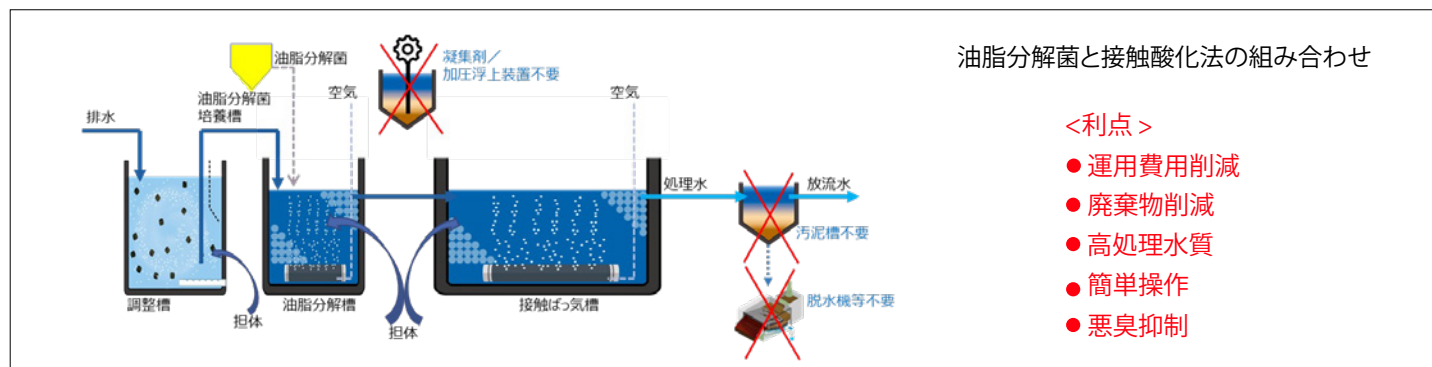 油脂分解菌と接触酸化法の組み合わせ
油脂分解菌
凝集剤／
加圧浮上装置不要
油脂分解菌
培養槽
空気
空気
排水
処理水
放流水
汚泥槽不要
脱水機等不要
調整槽
油脂分解槽
接触ばっ気槽
担体
担体
<利点>
● 運用費用削減
● 廃棄物削減
● 高処理水質
● 簡単操作
● 悪臭抑制